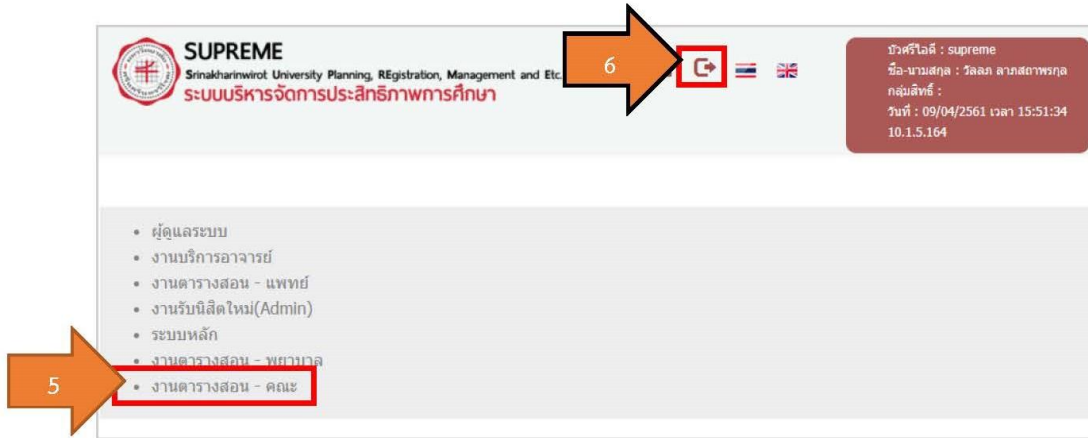 SUPREME
Srinakharinwirot University Planning, REgistration, Management and Etc.
ระบบบริหารจัดการประสิทธิภาพการศึกษา
6
บัวศรีไอดี : supreme
ชื่อ-นามสกุล : วัลลภ ลาภสถาพรกุล
กลุ่มสิทธิ์ :
วันที่ : 09/04/2561 เวลา 15:51:34
10.1.5.164
• ผู้ดูแลระบบ
• งานบริการอาจารย์
• งานตารางสอน - แพทย์
• งานรับนิสิตใหม่(Admin)
• ระบบหลัก
• งานตารางสอน - พยาบาล
5
• งานตารางสอน - คณะ